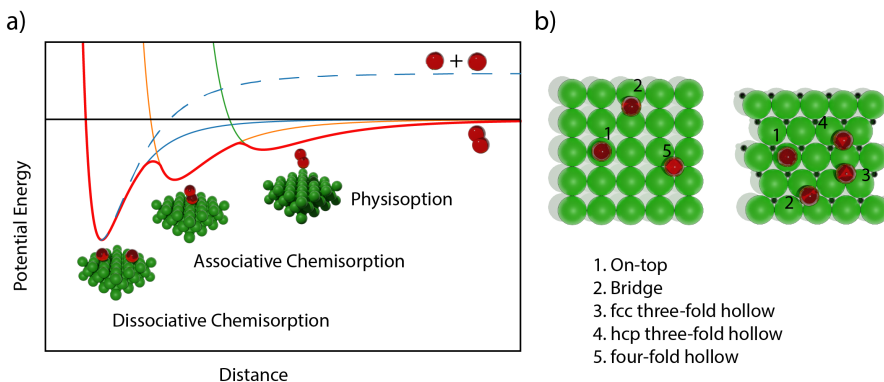 a)
+
Physisoption
Associative Chemisorption
Dissociative Chemisorption
Potential Energy
Distance
b)
2
1
5
1
4
3
2
1. On-top
2. Bridge
3. fcc three-fold hollow
4. hcp three-fold hollow
5. four-fold hollow